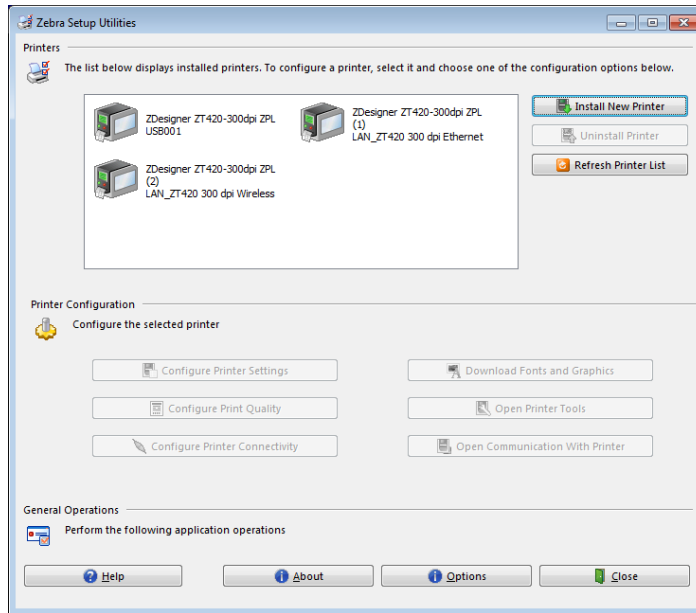 Zebra Setup Utilities
Printers
The list below displays installed printers. To configure a printer, select it and choose one of the configuration options below.
ZDesigner ZT420-300dpi ZPL
USB001
ZDesigner ZT420-300dpi ZPL
(1)
LAN_ZT420 300 dpi Ethernet
ZDesigner ZT420-300dpi ZPL
(2)
LAN_ZT420 300 dpi Wireless
Install New Printer
Uninstall Printer
Refresh Printer List
Printer Configuration
Configure the selected printer
Configure Printer Settings
Download Fonts and Graphics
Configure Print Quality
Open Printer Tools
Configure Printer Connectivity
Open Communication With Printer
General Operations
Perform the following application operations
Help
About
Options
Close